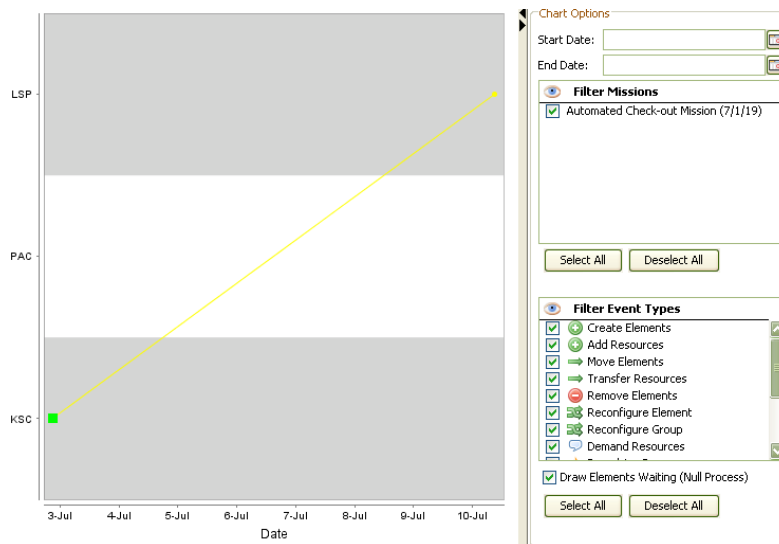 LSP
PAC
KSC
3-Jul 4-Jul 5-Jul 6-Jul 7-Jul 8-Jul 9-Jul 10-Jul
Date
Chart Options
Start Date:
End Date:
Filter Missions
Automated Check-out Mission (7/1/19)
Select All Deselect All
Filter Event Types
Create Elements
Add Resources
Move Elements
Transfer Resources
Remove Elements
Reconfigure Element
Reconfigure Group
Demand Resources
Draw Elements Waiting (Null Process)
Select All Deselect All